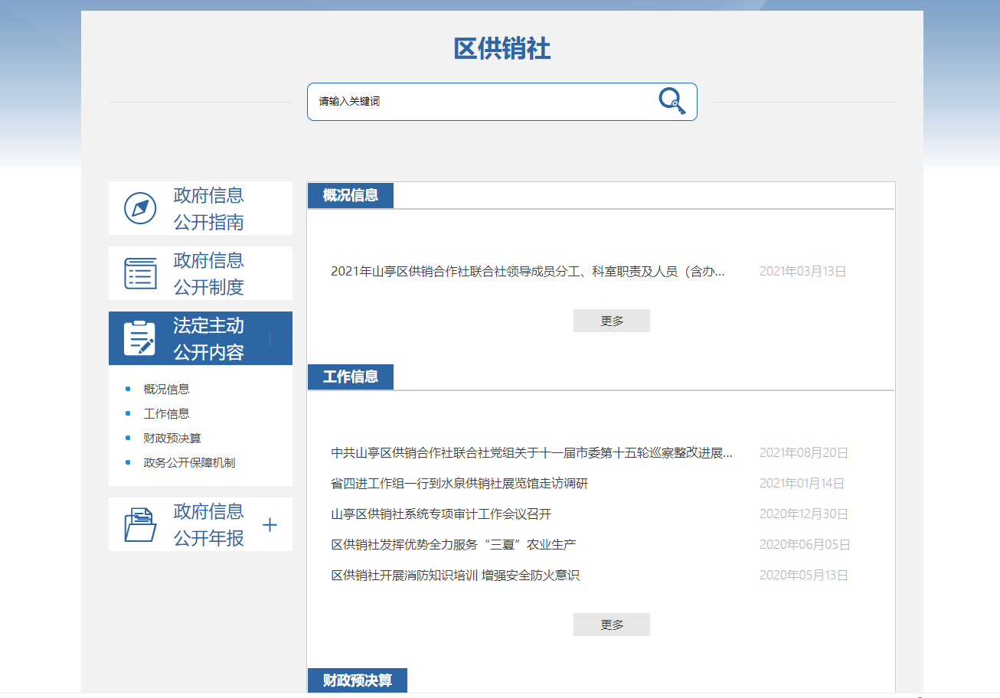 区供销社
请输入关键词
政府信息
公开指南
政府信息
公开制度
法定主动
公开内容
概况信息
工作信息
财政预决算
政务公开保障机制
政府信息
公开年报
概况信息
2021年山亭区供销合作社联合社领导成员分工、科室职责及人员（含办... 2021年03月13日
更多
工作信息
中共山亭区供销合作社联合社党组关于十一届市委第十五轮巡察整改进展... 2021年08月20日
省四进工作组一行到水泉供销社展览馆走访调研 2021年01月14日
山亭区供销社系统专项审计工作会议召开 2020年12月30日
区供销社发挥优势全力服务“三夏”农业生产 2020年06月05日
区供销社开展消防知识培训 增强安全防火意识 2020年05月13日
更多
财政预决算